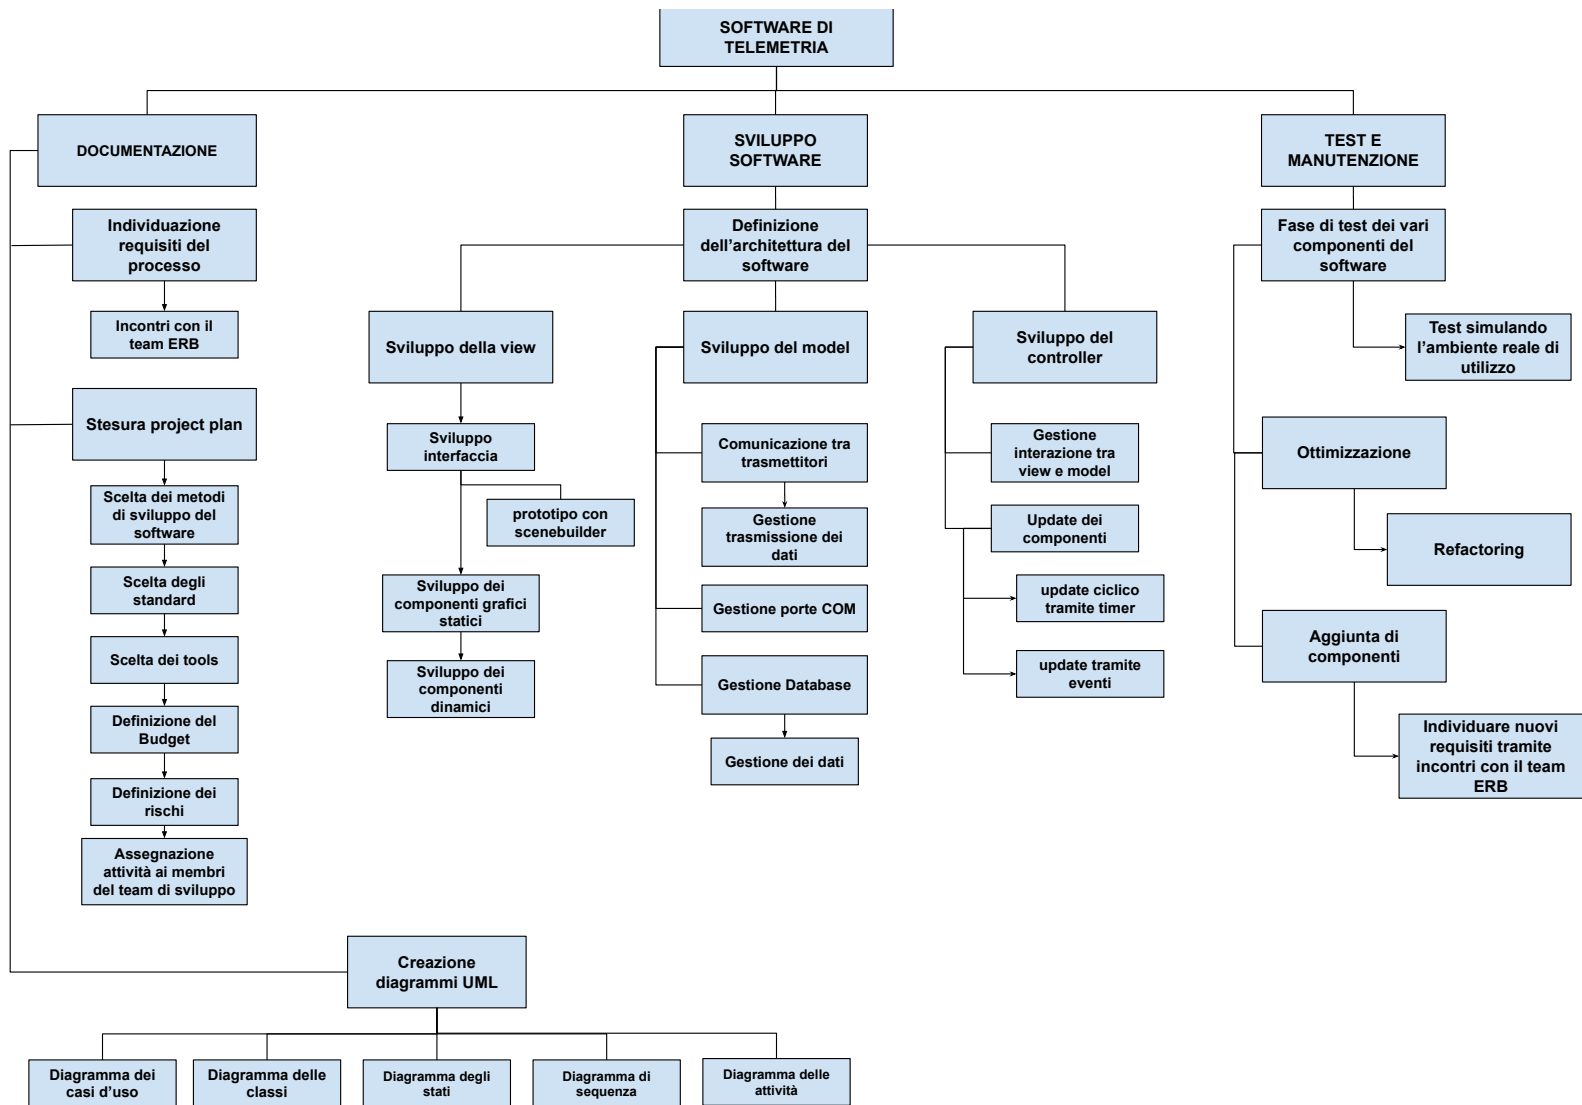 SOFTWARE DI
TELEMETRIA
DOCUMENTAZIONE
SVILUPPO
SOFTWARE
TEST E
MANUTENZIONE
Individuazione
requisiti del
processo
Definizione
dell'architettura del
software
Fase di test dei vari
componenti del
software
Incontri con il
team ERB
Sviluppo della view
Sviluppo del model
Sviluppo del
controller
Test simulando
l'ambiente reale di
utilizzo
Stesura project plan
Sviluppo
interfaccia
Comunicazione tra
trasmettitori
Gestione
interazione tra
view e model
Ottimizzazione
Scelta dei metodi
di sviluppo del
software
prototipo con
scenebuilder
Gestione
trasmissione dei
dati
Update dei
componenti
Refactoring
Scelta degli
standard
Sviluppo dei
componenti grafici
statici
Gestione porte COM
update ciclico
tramite timer
Scelta dei tools
Sviluppo dei
componenti
dinamici
Gestione Database
update tramite
eventi
Aggiunta di
componenti
Definizione del
Budget
Gestione dei dati
Individuare nuovi
requisiti tramite
incontri con il team
ERB
Definizione dei
rischi
Assegnazione
attività ai membri
del team di sviluppo
Creazione
diagrammi UML
Diagramma dei
casi d'uso
Diagramma delle
classi
Diagramma degli
stati
Diagramma di
sequenza
Diagramma delle
attività